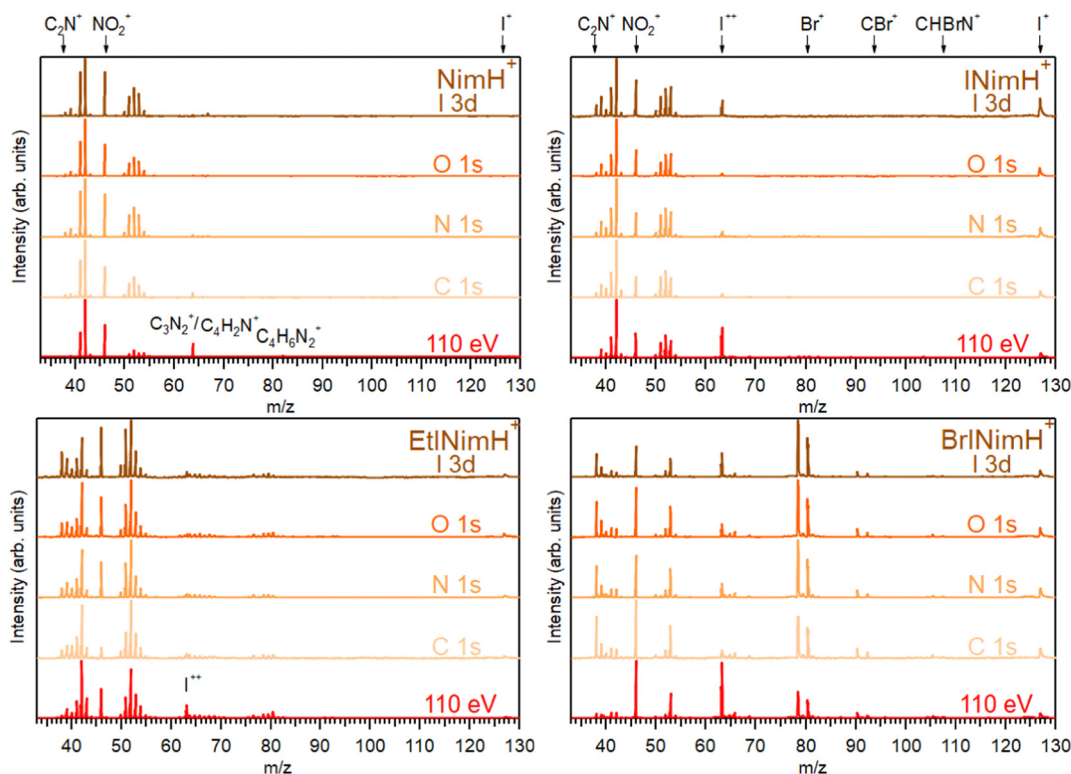 C₂N⁺ NO₂⁺ I⁺ C₂N⁺ NO₂⁺ I⁺⁺ Br⁺ CBr⁺ CHBrN⁺ I⁺
Intensity (arb. units)
NimH⁺
I 3d
O 1s
N 1s
C 1s
C₃N₂⁺/C₄H₂N⁺ C₄H₆N₂⁺
110 eV
40 50 60 70 80 90 100 110 120 130
m/z
Intensity (arb. units)
INimH⁺
I 3d
O 1s
N 1s
C 1s
110 eV
40 50 60 70 80 90 100 110 120 130
m/z
Intensity (arb. units)
EtINimH⁺
I 3d
O 1s
N 1s
C 1s
I⁺⁺
110 eV
40 50 60 70 80 90 100 110 120 130
m/z
Intensity (arb. units)
BrINimH⁺
I 3d
O 1s
N 1s
C 1s
110 eV
40 50 60 70 80 90 100 110 120 130
m/z